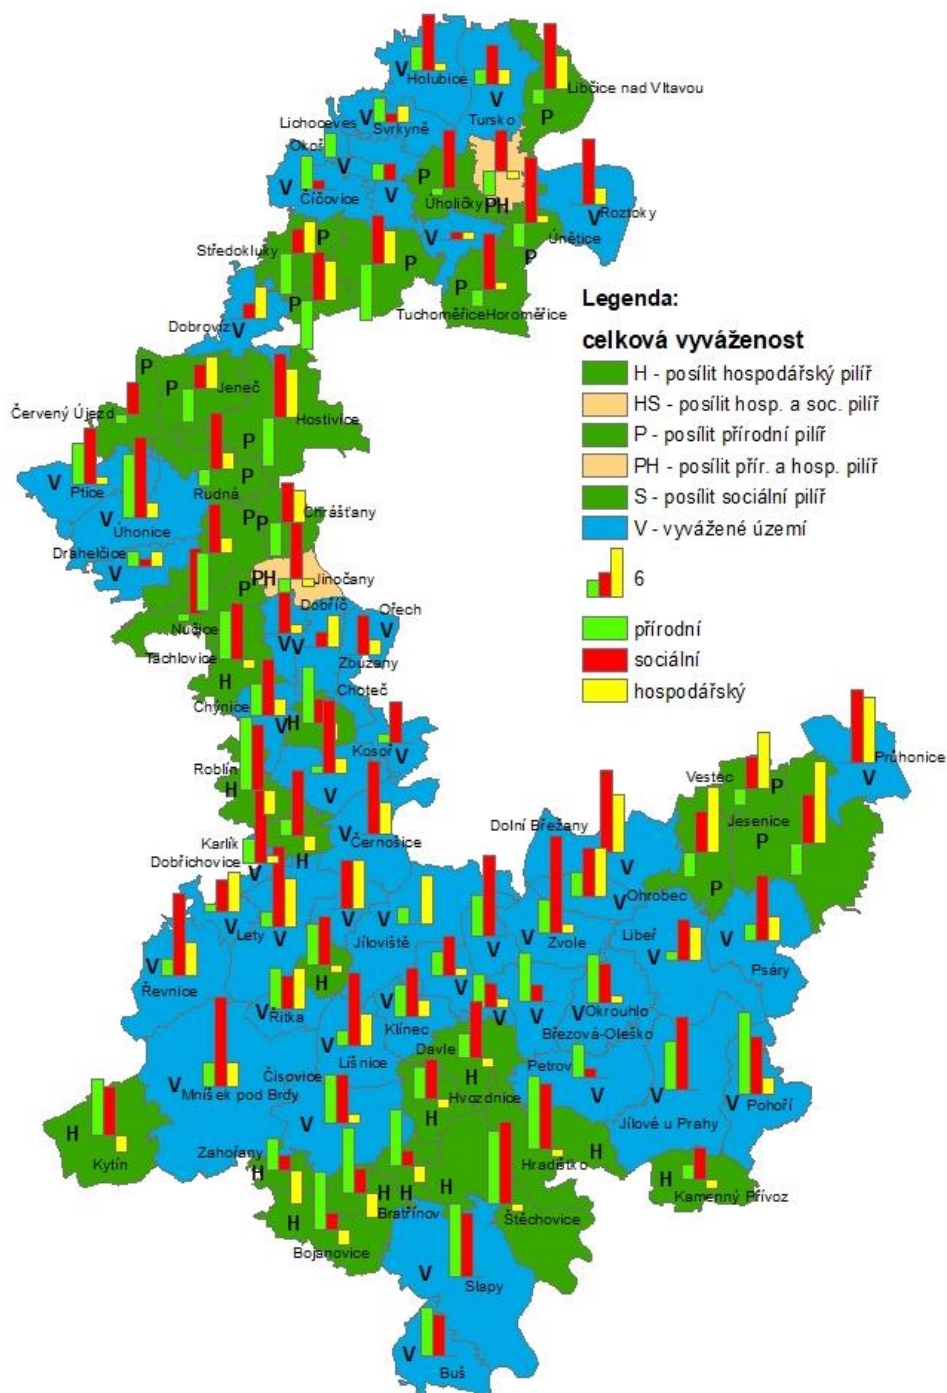 V
Holubice
V
Tursko
Libčice nad Vltavou
P
Lichoceves
V
Svrkyně
Okoř
V
V
Číčovice
V
P
Úholičky
PH
V
Roztoky
Únětice
P
V
Středokluky
P
P
P
P
Tuchoměřice
Horoměřice
Dobrovíz
V
Legenda:
celková vyváženost
H - posílit hospodářský pilíř
HS - posílit hosp. a soc. pilíř
P - posílit přírodní pilíř
PH - posílit přír. a hosp. pilíř
S - posílit sociální pilíř
V - vyvážené území
6
přírodní
sociální
hospodářský
P
P
Jeneč
Červený Újezd
Hostivice
P
V
Ptice
Rudná
P
V
Úhonice
P
P
Chrášťany
Drahelčice
V
PH
Jinočany
P
Dobříč
Ořech
Nučice
V
V
V
Zbuzany
Tachlovice
H
Choteč
Chýnice
V
H
Kosoř
V
Roblín
H
V
Průhonice
V
Vestec
P
Jesenice
P
P
Karlík
V
Černošice
Dolní Břežany
V
Dobřichovice
V
H
Ohrobec
V
V
Lety
V
V
V
Jíloviště
V
V
Zvole
Libeř
V
V
Psáry
V
Řevnice
H
V
Řitka
V
Klínec
V
V
V
V
Okrouhlo
Březová-Oleško
V
Líšnice
Davle
H
Petrov
V
V
Mníšek pod Brdy
Čisovice
V
H
Hvozdnice
V
Jílové u Prahy
V
Pohoří
H
Kytín
Zahořany
H
H
Bojanovice
H
H
Bratřínov
H
Hradištko
H
Štěchovice
H
Kamenný Přívoz
V
Slapy
V
Buš